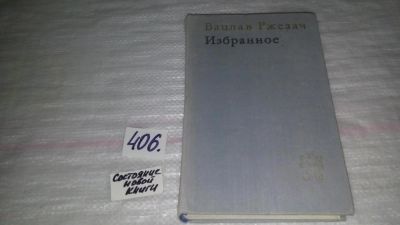 Вацлав Ржезач
Избранное
406.
Состояние
новой
книги